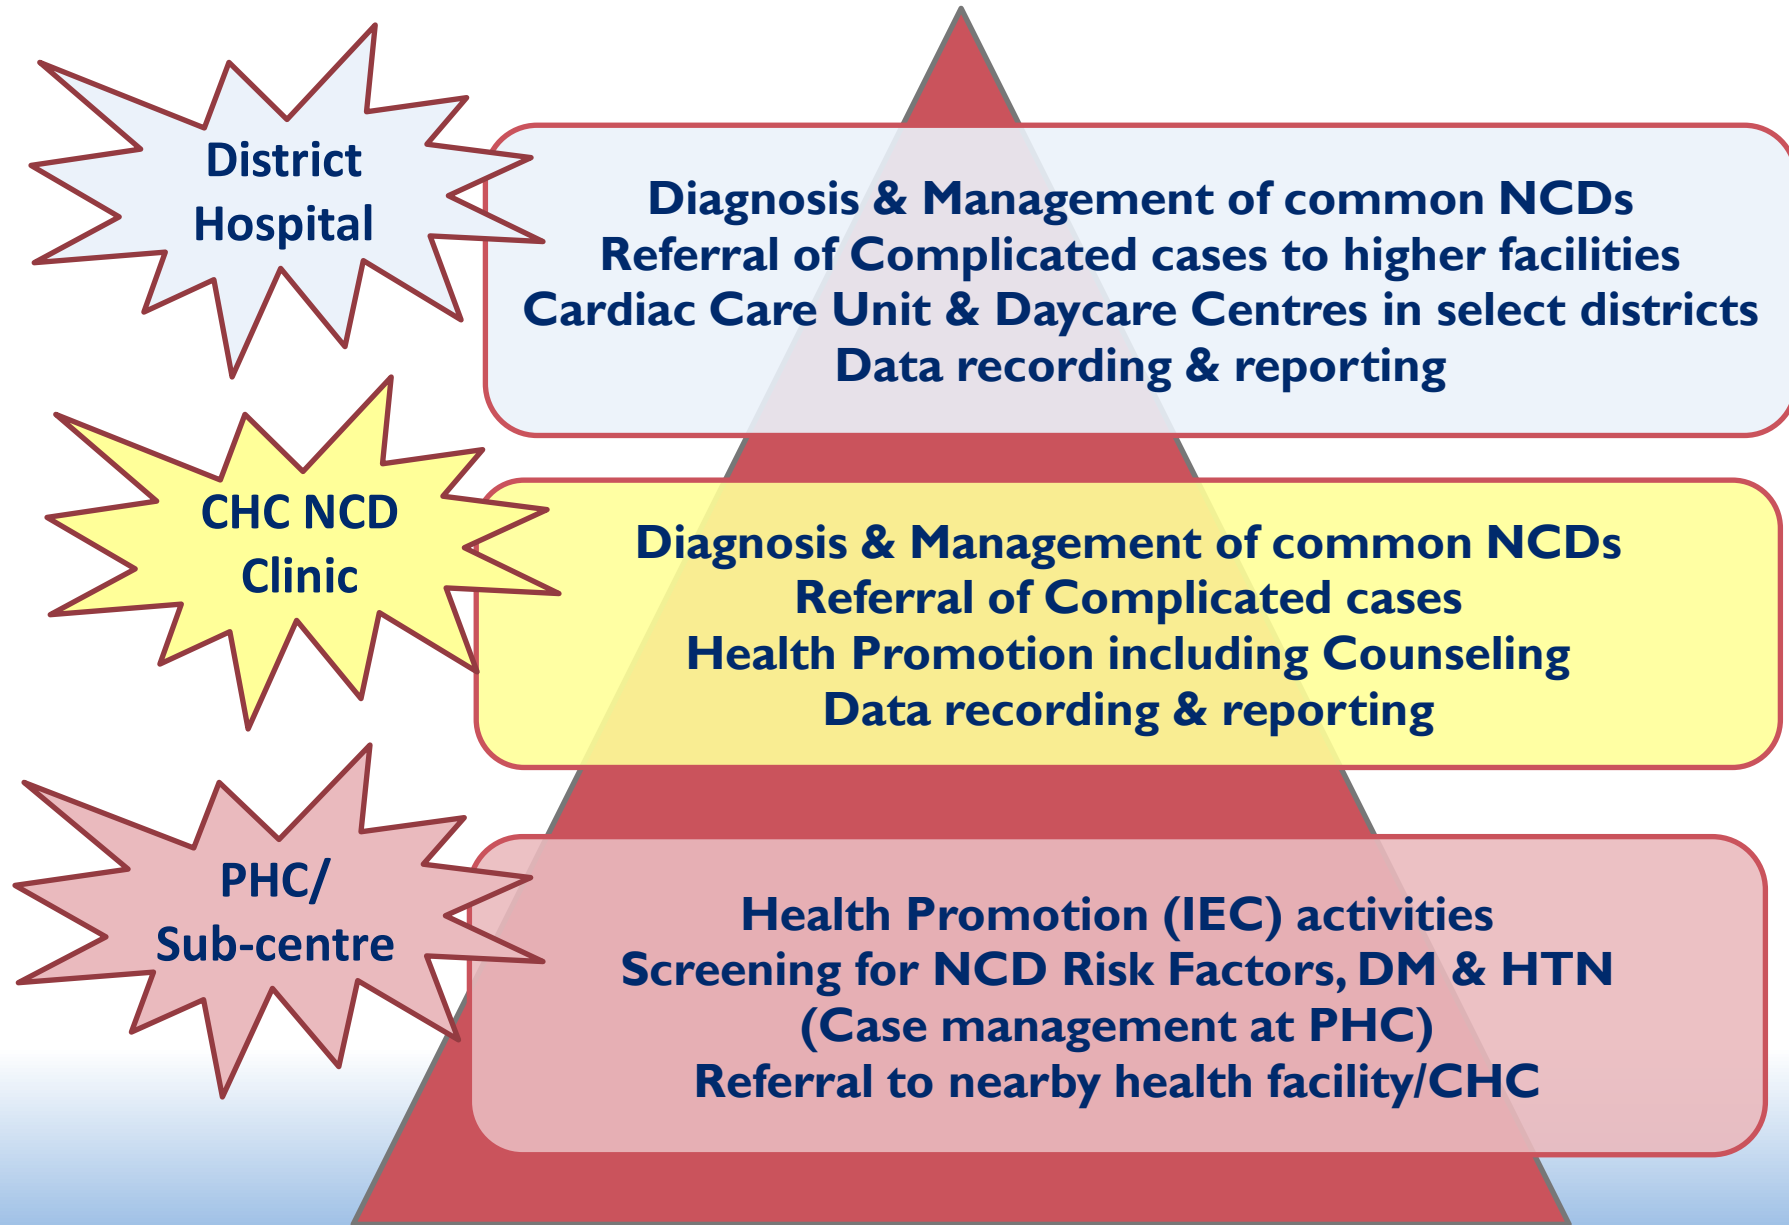 District
Hospital
Diagnosis & Management of common NCDs
Referral of Complicated cases to higher facilities
Cardiac Care Unit & Daycare Centres in select districts
Data recording & reporting
CHC NCD
Clinic
Diagnosis & Management of common NCDs
Referral of Complicated cases
Health Promotion including Counseling
Data recording & reporting
PHC/
Sub-centre
Health Promotion (IEC) activities
Screening for NCD Risk Factors, DM & HTN
(Case management at PHC)
Referral to nearby health facility/CHC